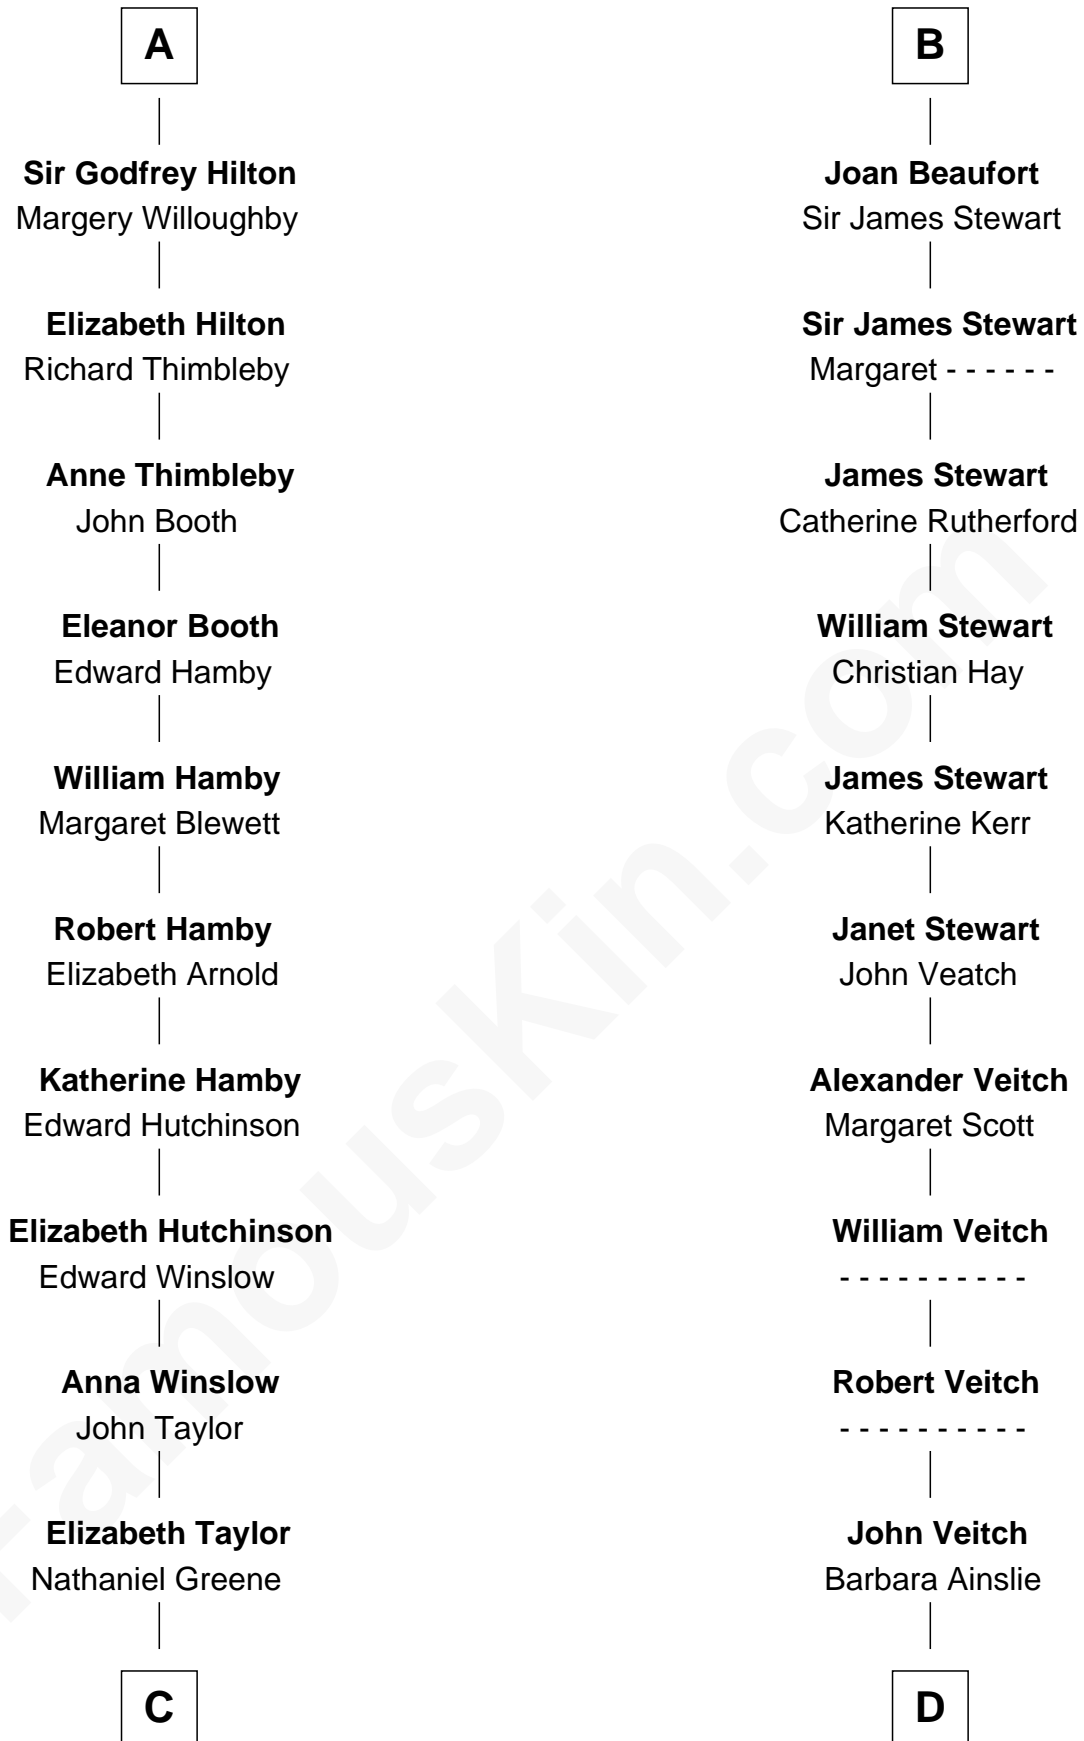 A
Sir Godfrey Hilton
Margery Willoughby
Elizabeth Hilton
Richard Thimbleby
Anne Thimbleby
John Booth
Eleanor Booth
Edward Hamby
William Hamby
Margaret Blewett
Robert Hamby
Elizabeth Arnold
Katherine Hamby
Edward Hutchinson
Elizabeth Hutchinson
Edward Winslow
Anna Winslow
John Taylor
Elizabeth Taylor
Nathaniel Greene
C
B
Joan Beaufort
Sir James Stewart
Sir James Stewart
Margaret - - - - - -
James Stewart
Catherine Rutherford
William Stewart
Christian Hay
James Stewart
Katherine Kerr
Janet Stewart
John Veatch
Alexander Veitch
Margaret Scott
William Veitch
- - - - - - - - - -
Robert Veitch
- - - - - - - - - -
John Veitch
Barbara Ainslie
D
FamousKin.com